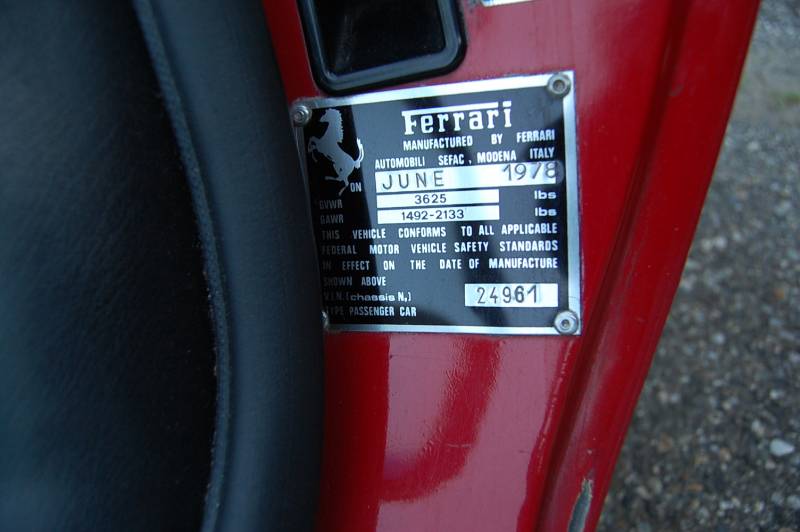 Ferrari
MANUFACTURED BY FERRARI
AUTOMOBILI SEFAC, MODENA ITALY
ON JUNE 1978
GVWR 3625 lbs
GAWR 1492-2133 lbs
THIS VEHICLE CONFORMS TO ALL APPLICABLE
FEDERAL MOTOR VEHICLE SAFETY STANDARDS
IN EFFECT ON THE DATE OF MANUFACTURE
SHOWN ABOVE
V.I.N. (chassis N,) 24961
TYPE PASSENGER CAR